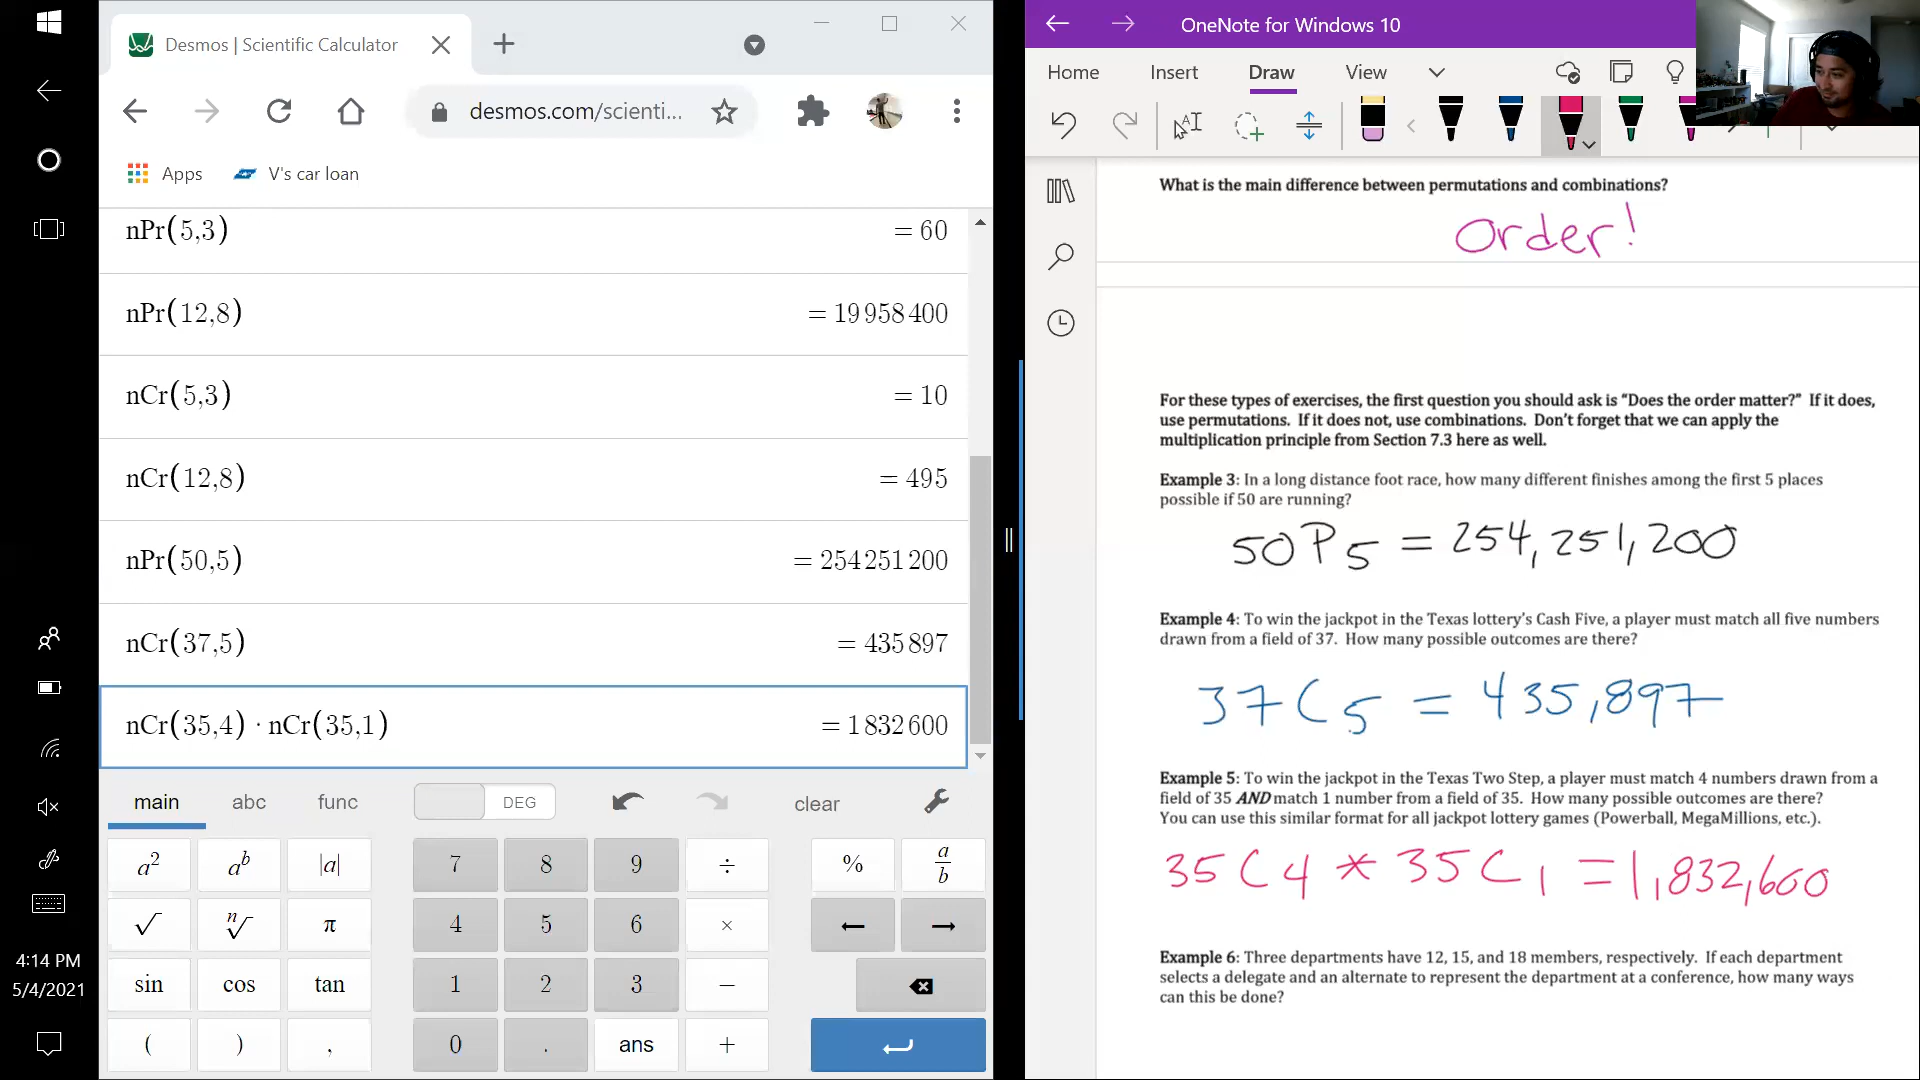 Desmos | Scientific Calculator
desmos.com/scienti...
Apps
V's car loan
nPr(5,3)
= 60
nPr(12,8)
= 19958400
nCr(5,3)
= 10
nCr(12,8)
= 495
nPr(50,5)
= 254251200
nCr(37,5)
= 435897
nCr(35,4) · nCr(35,1)
= 1832600
main
abc
func
DEG
clear
a²
aᵇ
|a|
7
8
9
÷
%
a/b
√
ⁿ√
π
4
5
6
×
←
→
sin
cos
tan
1
2
3
−
(
)
,
0
.
ans
+
4:14 PM
5/4/2021
OneNote for Windows 10
Home
Insert
Draw
View
What is the main difference between permutations and combinations?
Order!
For these types of exercises, the first question you should ask is “Does the order matter?” If it does,
use permutations. If it does not, use combinations. Don’t forget that we can apply the
multiplication principle from Section 7.3 here as well.
Example 3: In a long distance foot race, how many different finishes among the first 5 places
possible if 50 are running?
50P5 = 254,251,200
Example 4: To win the jackpot in the Texas lottery’s Cash Five, a player must match all five numbers
drawn from a field of 37. How many possible outcomes are there?
37C5 = 435,897
Example 5: To win the jackpot in the Texas Two Step, a player must match 4 numbers drawn from a
field of 35 AND match 1 number from a field of 35. How many possible outcomes are there?
You can use this similar format for all jackpot lottery games (Powerball, MegaMillions, etc.).
35C4 * 35C1 = 1,832,600
Example 6: Three departments have 12, 15, and 18 members, respectively. If each department
selects a delegate and an alternate to represent the department at a conference, how many ways
can this be done?